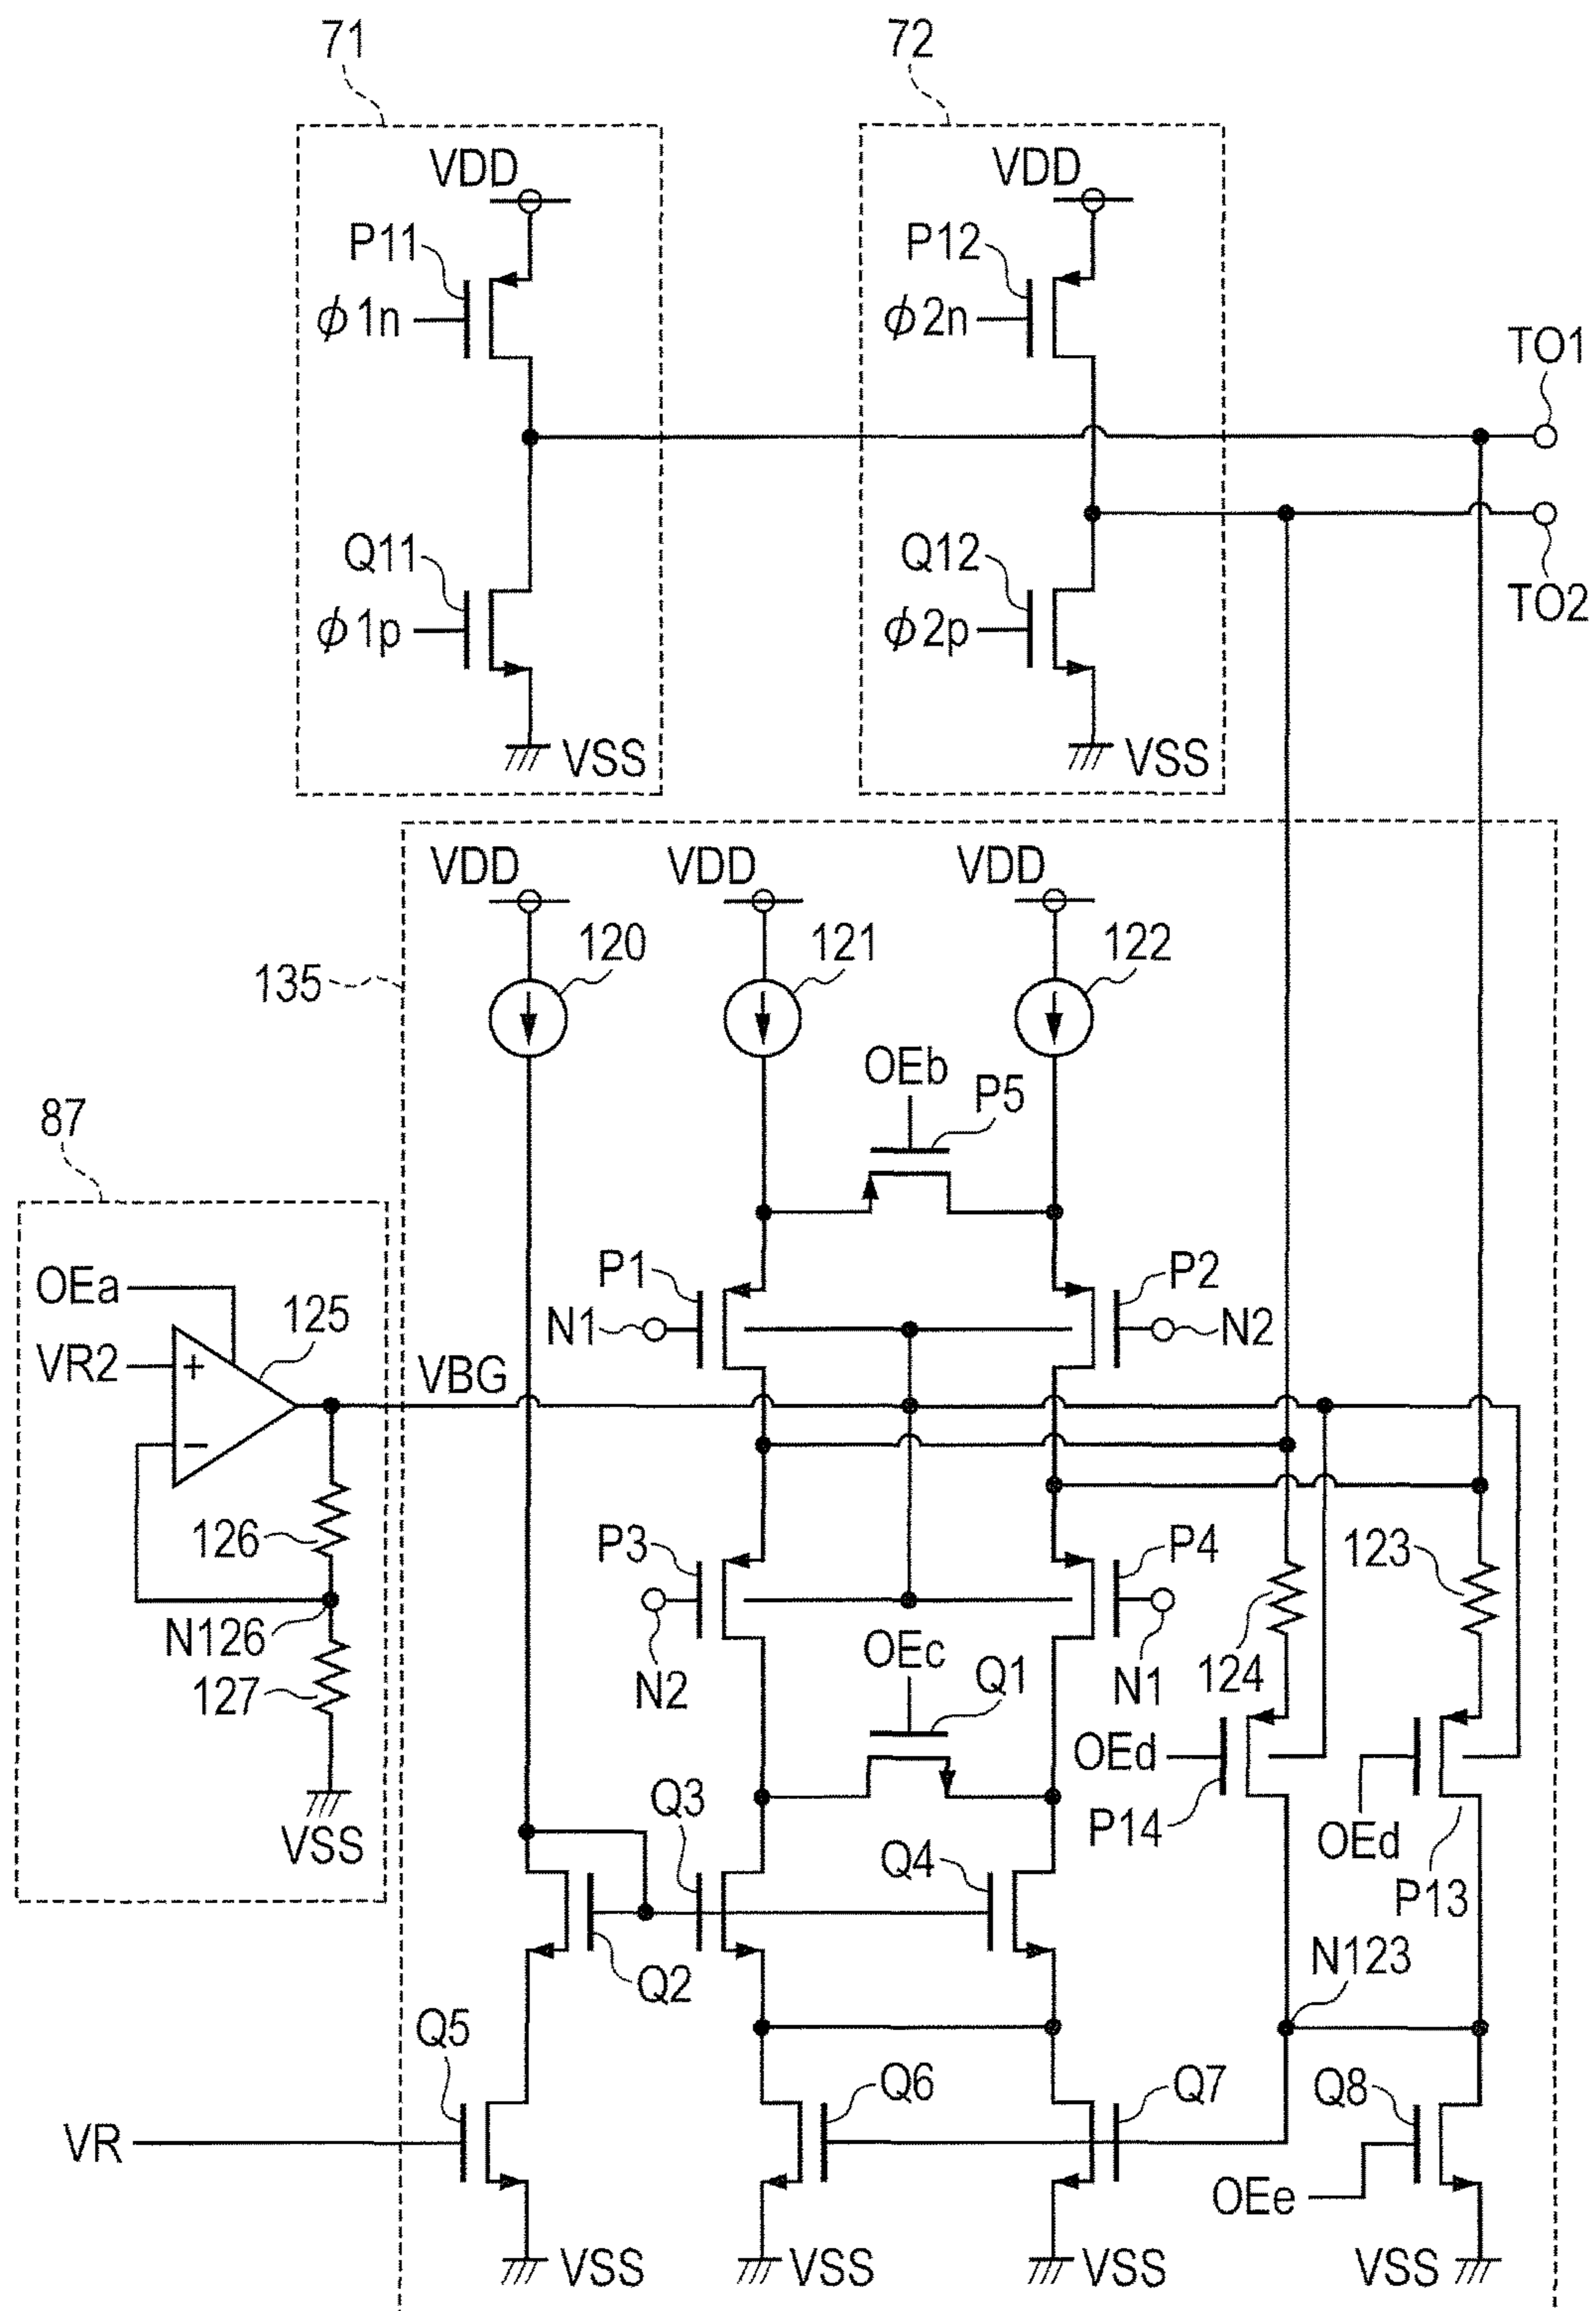 71
72
VDD
VDD
P11
P12
φ1n
φ2n
TO1
Q11
Q12
TO2
φ1p
φ2p
VSS
VSS
VDD
VDD
VDD
120
121
122
135
OEb
P5
87
P1
P2
OEa
125
N1
N2
VR2
+
VBG
−
126
P3
P4
123
N126
OEc
124
127
N2
Q1
N1
OEd
Q3
P14
OEd
VSS
Q4
P13
N123
Q2
Q5
Q6
Q7
Q8
VR
OEe
VSS
VSS
VSS
VSS